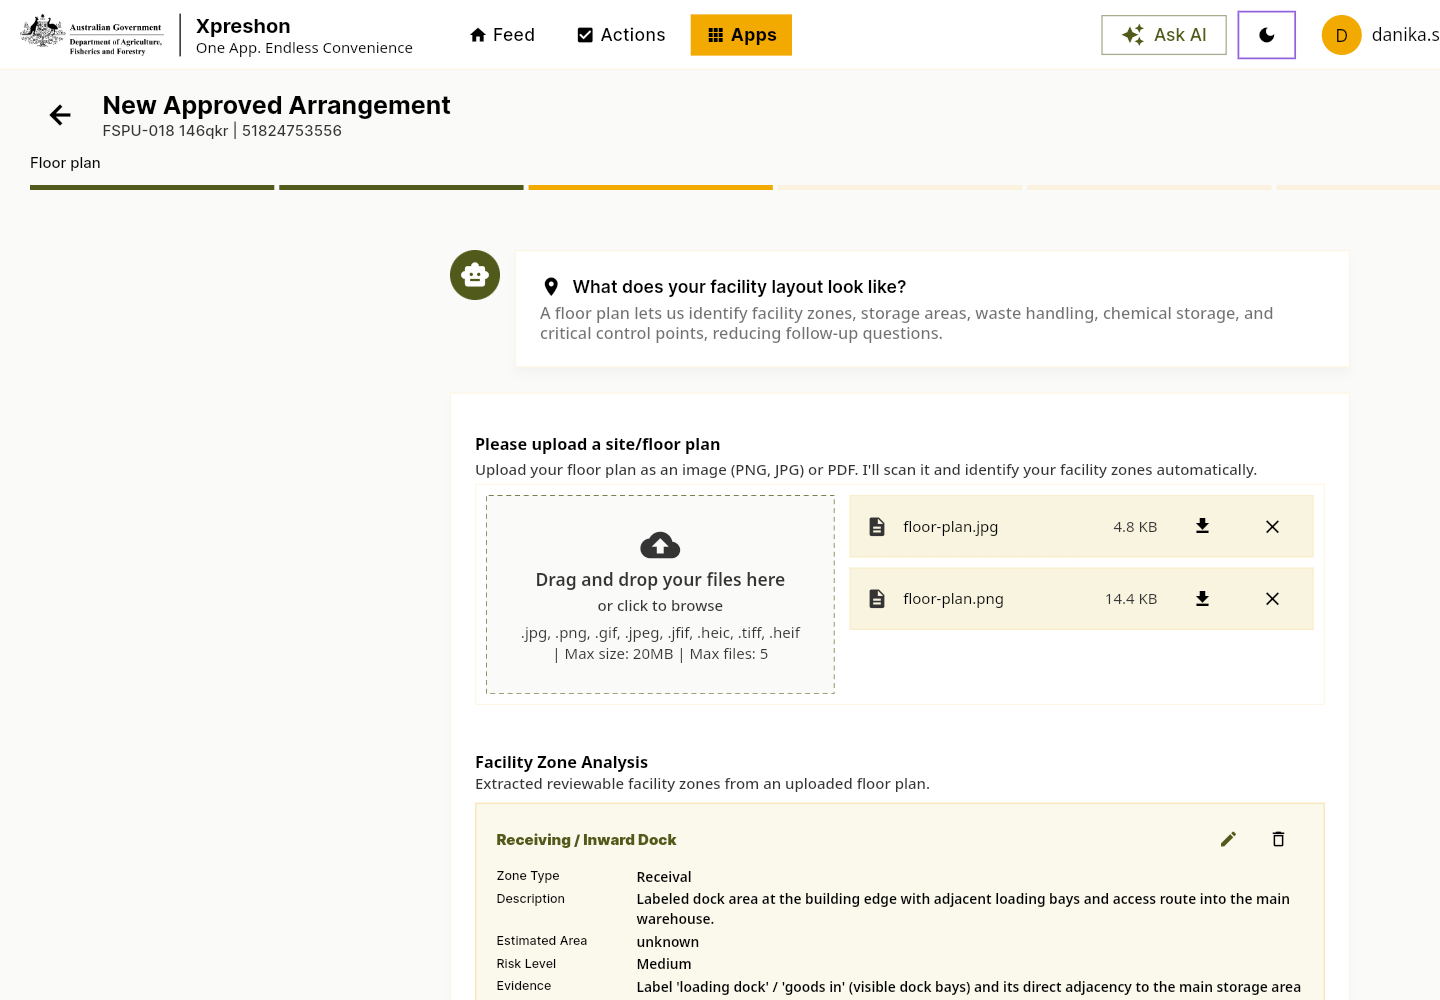 Australian Government
Department of Agriculture,
Fisheries and Forestry
Xpreshon
One App. Endless Convenience
Feed
Actions
Apps
Ask AI
D
danika.s
New Approved Arrangement
FSPU-018 146qkr | 51824753556
Floor plan
What does your facility layout look like?
A floor plan lets us identify facility zones, storage areas, waste handling, chemical storage, and
critical control points, reducing follow-up questions.
Please upload a site/floor plan
Upload your floor plan as an image (PNG, JPG) or PDF. I'll scan it and identify your facility zones automatically.
Drag and drop your files here
or click to browse
.jpg, .png, .gif, .jpeg, .jfif, .heic, .tiff, .heif
| Max size: 20MB | Max files: 5
floor-plan.jpg 4.8 KB
floor-plan.png 14.4 KB
Facility Zone Analysis
Extracted reviewable facility zones from an uploaded floor plan.
Receiving / Inward Dock
Zone Type Receival
Description Labeled dock area at the building edge with adjacent loading bays and access route into the main
warehouse.
Estimated Area unknown
Risk Level Medium
Evidence Label 'loading dock' / 'goods in' (visible dock bays) and its direct adjacency to the main storage area